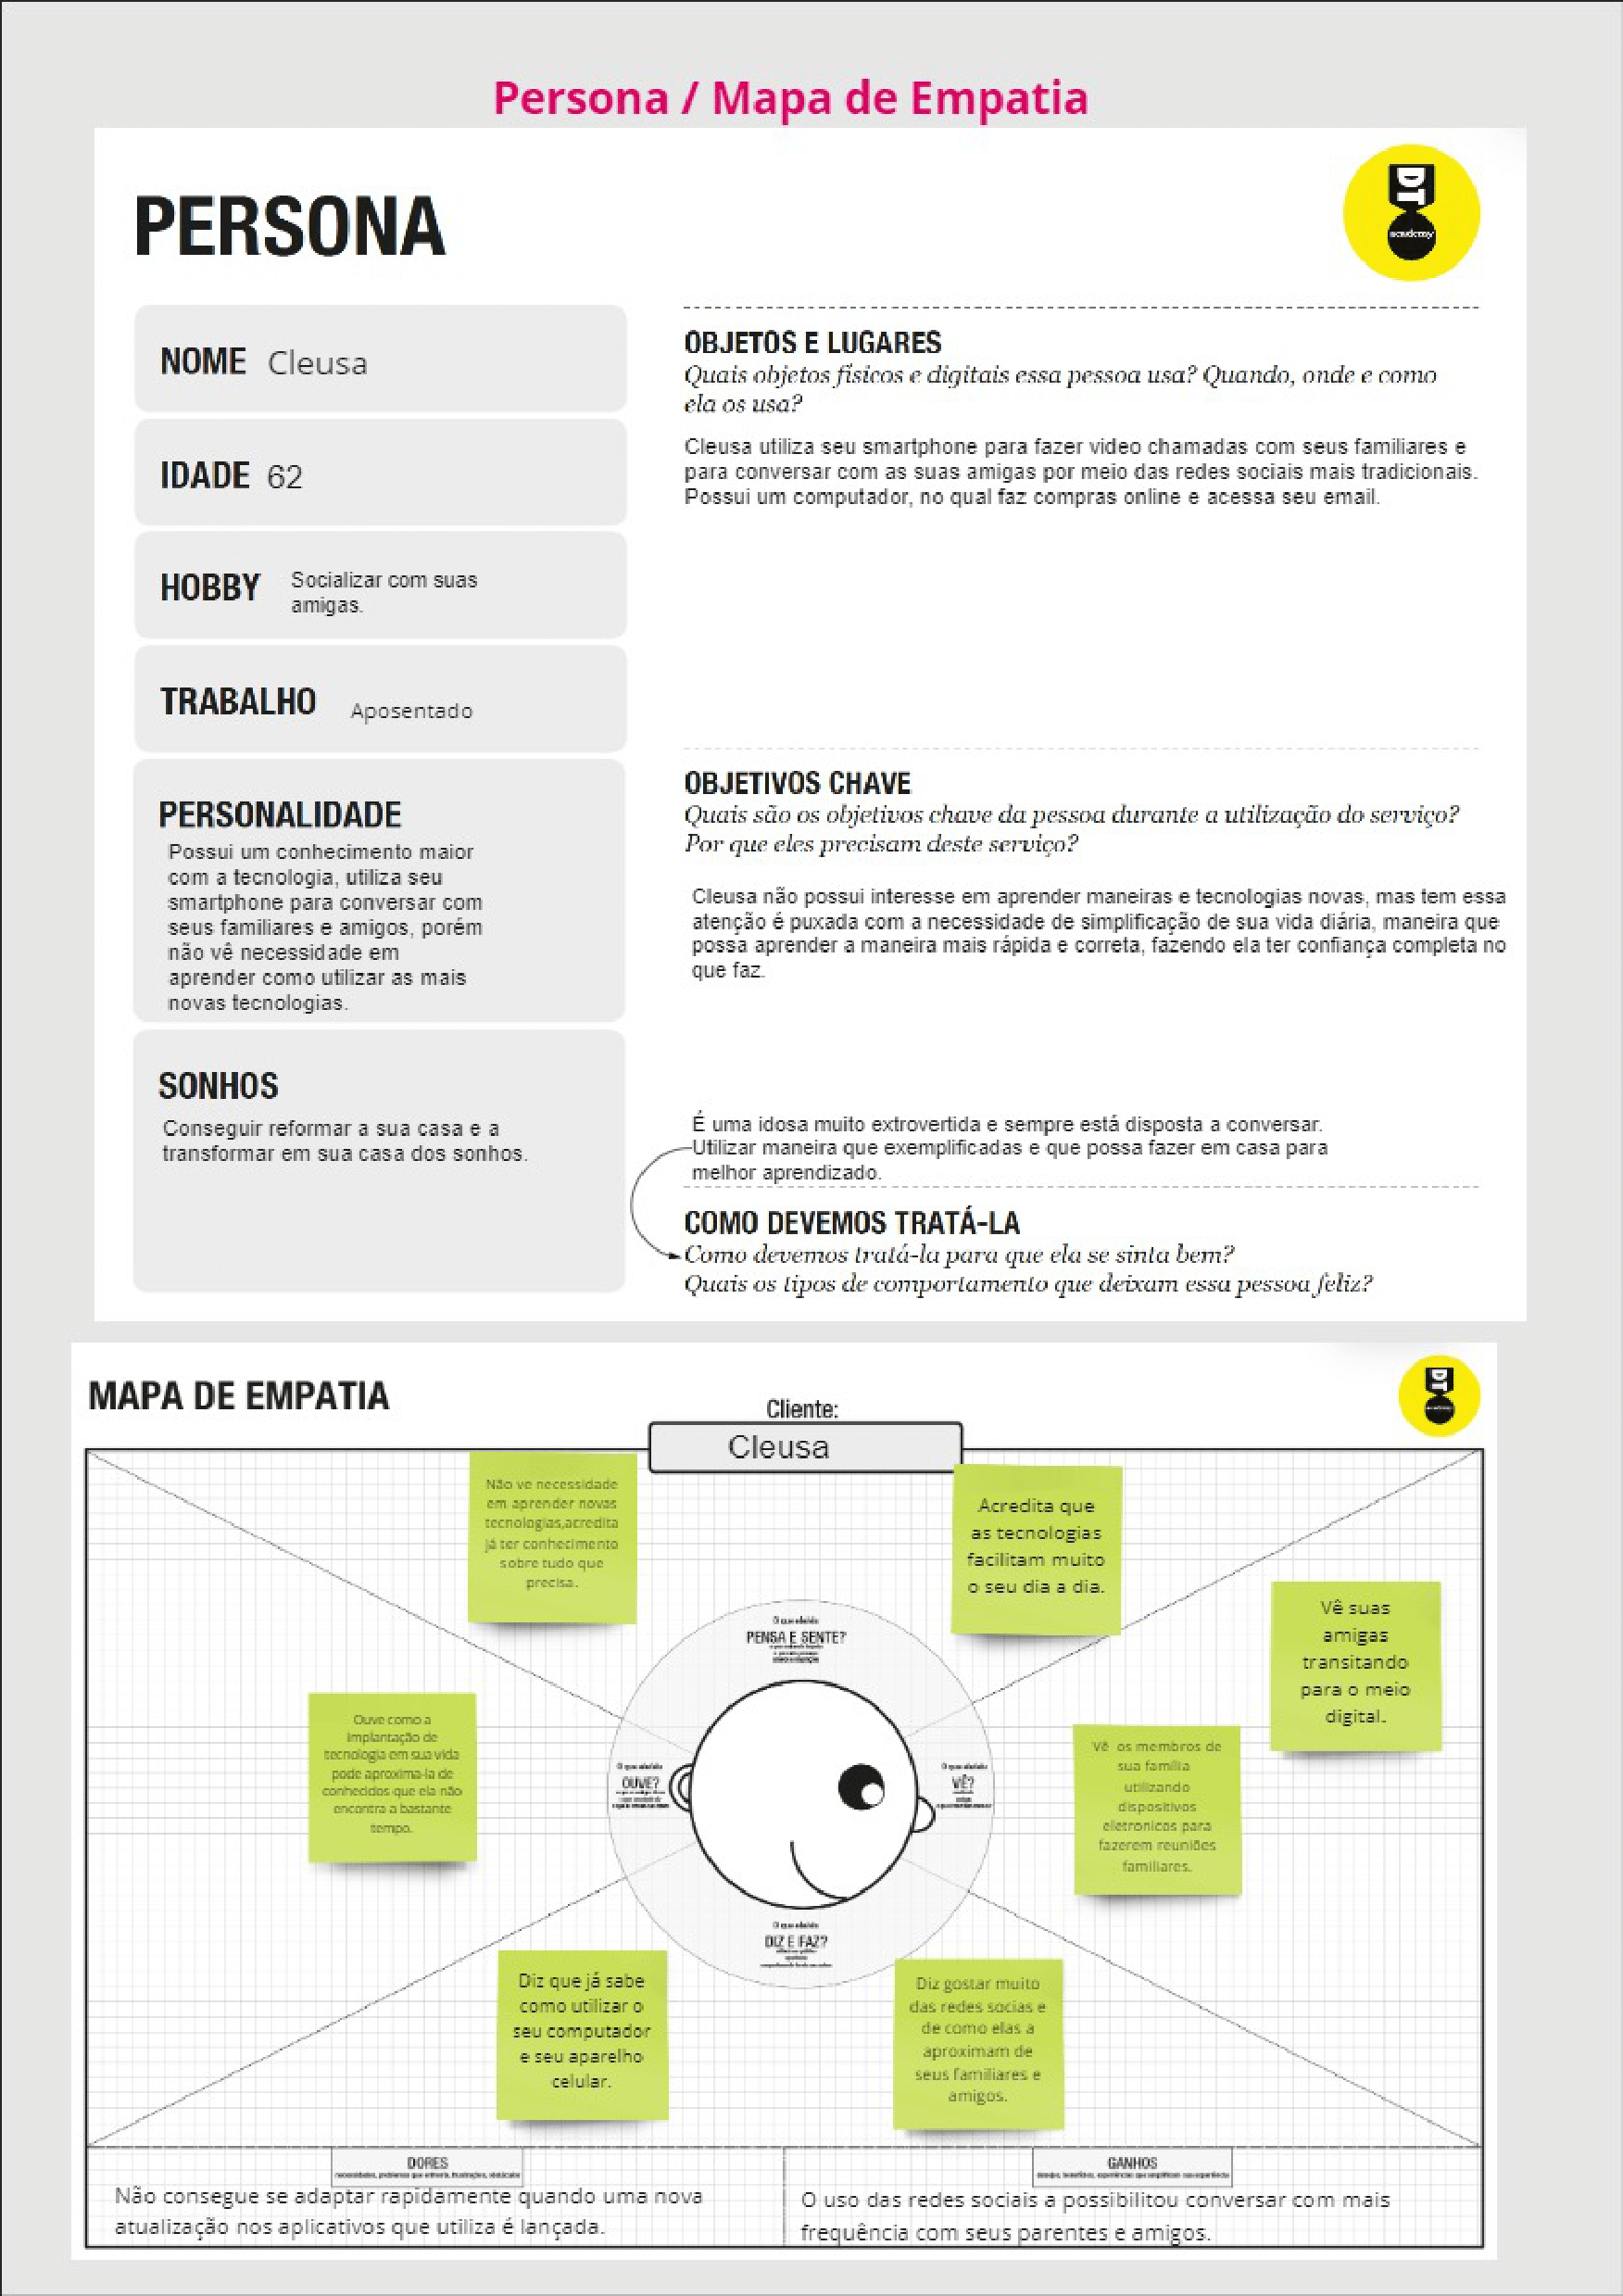 Persona / Mapa de Empatia
PERSONA
DT
academy
NOME Cleusa
IDADE 62
HOBBY Socializar com suas
amigas.
TRABALHO Aposentado
PERSONALIDADE
Possui um conhecimento maior
com a tecnologia, utiliza seu
smartphone para conversar com
seus familiares e amigos, porém
não vê necessidade em
aprender como utilizar as mais
novas tecnologias.
SONHOS
Conseguir reformar a sua casa e a
transformar em sua casa dos sonhos.
OBJETOS E LUGARES
Quais objetos físicos e digitais essa pessoa usa? Quando, onde e como
ela os usa?
Cleusa utiliza seu smartphone para fazer video chamadas com seus familiares e
para conversar com as suas amigas por meio das redes sociais mais tradicionais.
Possui um computador, no qual faz compras online e acessa seu email.
OBJETIVOS CHAVE
Quais são os objetivos chave da pessoa durante a utilização do serviço?
Por que eles precisam deste serviço?
Cleusa não possui interesse em aprender maneiras e tecnologias novas, mas tem essa
atenção é puxada com a necessidade de simplificação de sua vida diária, maneira que
possa aprender a maneira mais rápida e correta, fazendo ela ter confiança completa no
que faz.
É uma idosa muito extrovertida e sempre está disposta a conversar.
Utilizar maneira que exemplificadas e que possa fazer em casa para
melhor aprendizado.
COMO DEVEMOS TRATÁ-LA
Como devemos tratá-la para que ela se sinta bem?
Quais os tipos de comportamento que deixam essa pessoa feliz?
MAPA DE EMPATIA
DT
Cliente:
Cleusa
Não ve necessidade
em aprender novas
tecnologias,acredita
já ter conhecimento
sobre tudo que
precisa.
Acredita que
as tecnologias
facilitam muito
o seu dia a dia.
Vê suas
amigas
transitando
para o meio
digital.
PENSA E SENTE?
Ouve como a
implantação de
tecnologia em sua vida
pode aproxima-la de
conhecidos que ela não
encontra a bastante
tempo.
OUVE?
VÊ?
Vê os membros de
sua família
utilizando
dispositivos
eletronicos para
fazerem reuniões
familiares.
DIZ E FAZ?
Diz que já sabe
como utilizar o
seu computador
e seu aparelho
celular.
Diz gostar muito
das redes socias e
de como elas a
aproximam de
seus familiares e
amigos.
DORES
necessidades, problemas que enfrenta, frustrações, obstáculos
Não consegue se adaptar rapidamente quando uma nova
atualização nos aplicativos que utiliza é lançada.
GANHOS
O uso das redes sociais a possibilitou conversar com mais
frequência com seus parentes e amigos.